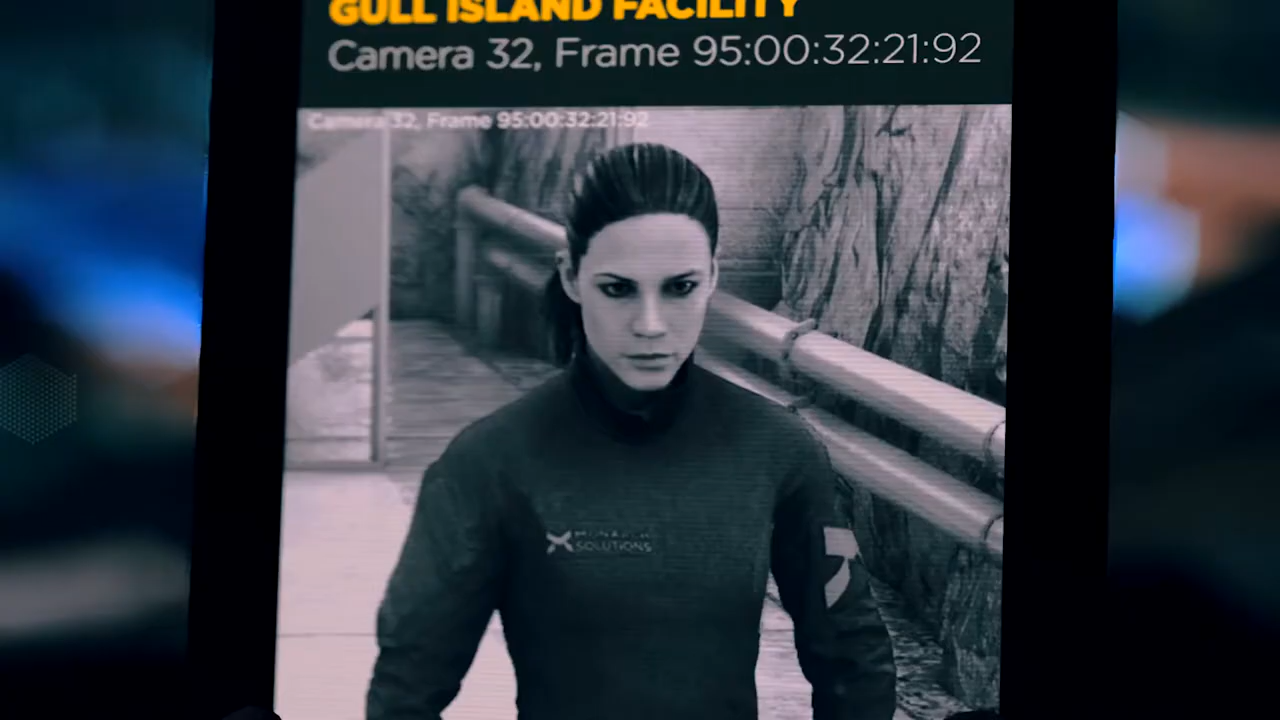 GULL ISLAND FACILITY
Camera 32, Frame 95:00:32:21:92
Camera 32, Frame 95:00:32:21:92
MONARCH
SOLUTIONS